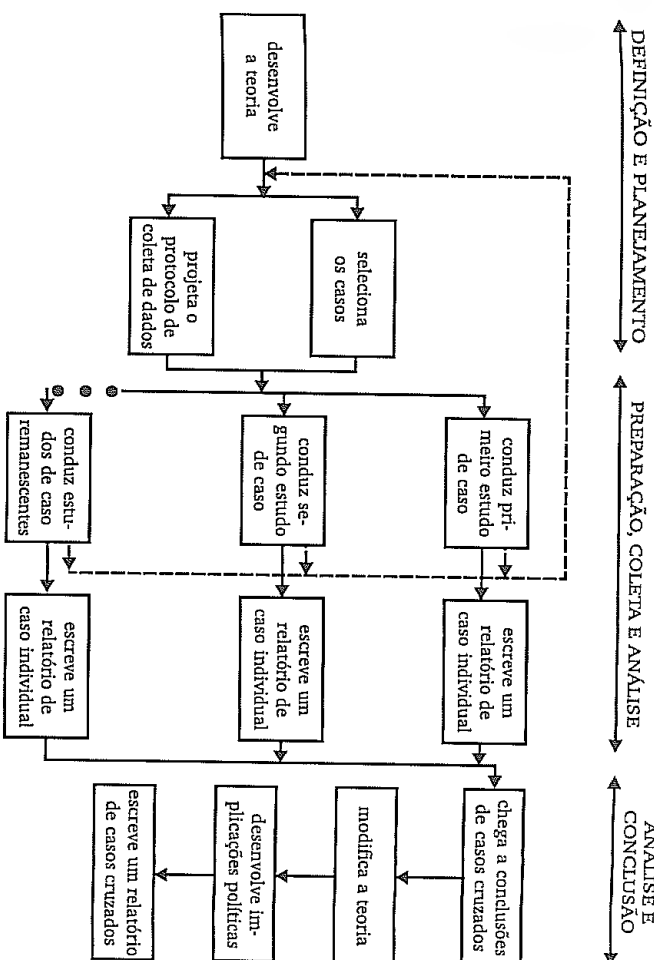 DEFINIÇÃO E PLANEJAMENTO
PREPARAÇÃO, COLETA E ANÁLISE
ANÁLISE E
CONCLUSÃO
desenvolve
a teoria
seleciona
os casos
projeta o
protocolo de
coleta de dados
conduz pri-
meiro estudo
de caso
conduz se-
gundo estudo
de caso
conduz estu-
dos de caso
remanescentes
escreve um
relatório de
caso individual
escreve um
relatório de
caso individual
escreve um
relatório de
caso individual
chega a conclusões
de casos cruzados
modifica a teoria
desenvolve im-
plicações políticas
escreve um relatório
de casos cruzados